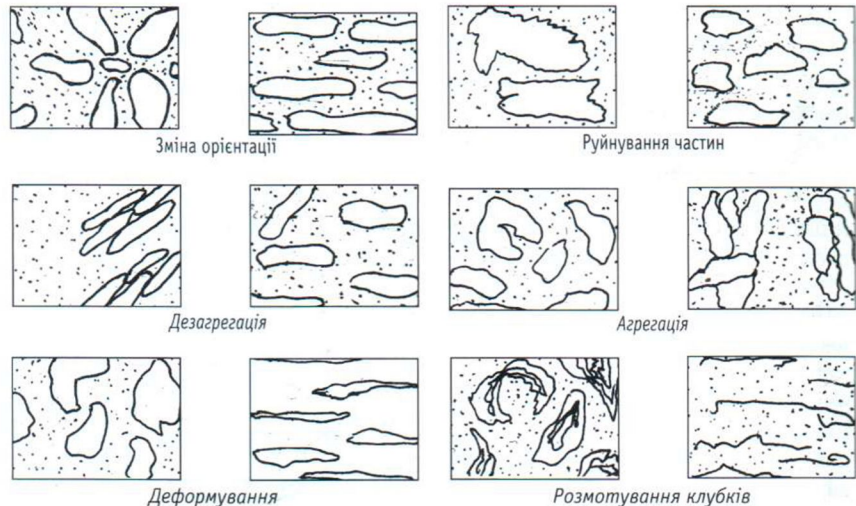 Зміна орієнтації
Руйнування частин
Дезагрегація
Агрегація
Деформування
Розмотування клубків